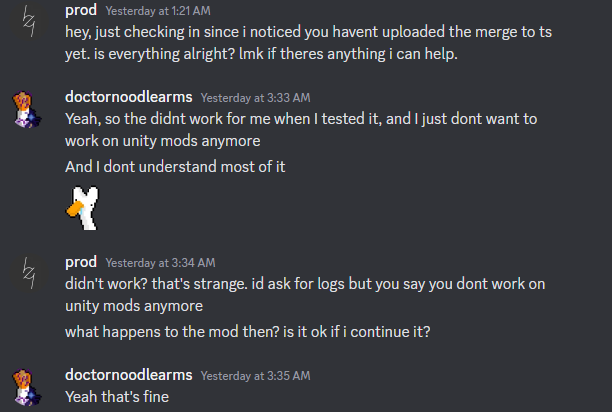 prod Yesterday at 1:21 AM
hey, just checking in since i noticed you havent uploaded the merge to ts
yet. is everything alright? lmk if theres anything i can help.
doctornoodlearms Yesterday at 3:33 AM
Yeah, so the didnt work for me when I tested it, and I just dont want to
work on unity mods anymore
And I dont understand most of it
prod Yesterday at 3:34 AM
didn't work? that's strange. id ask for logs but you say you dont work on
unity mods anymore
what happens to the mod then? is it ok if i continue it?
doctornoodlearms Yesterday at 3:35 AM
Yeah that's fine